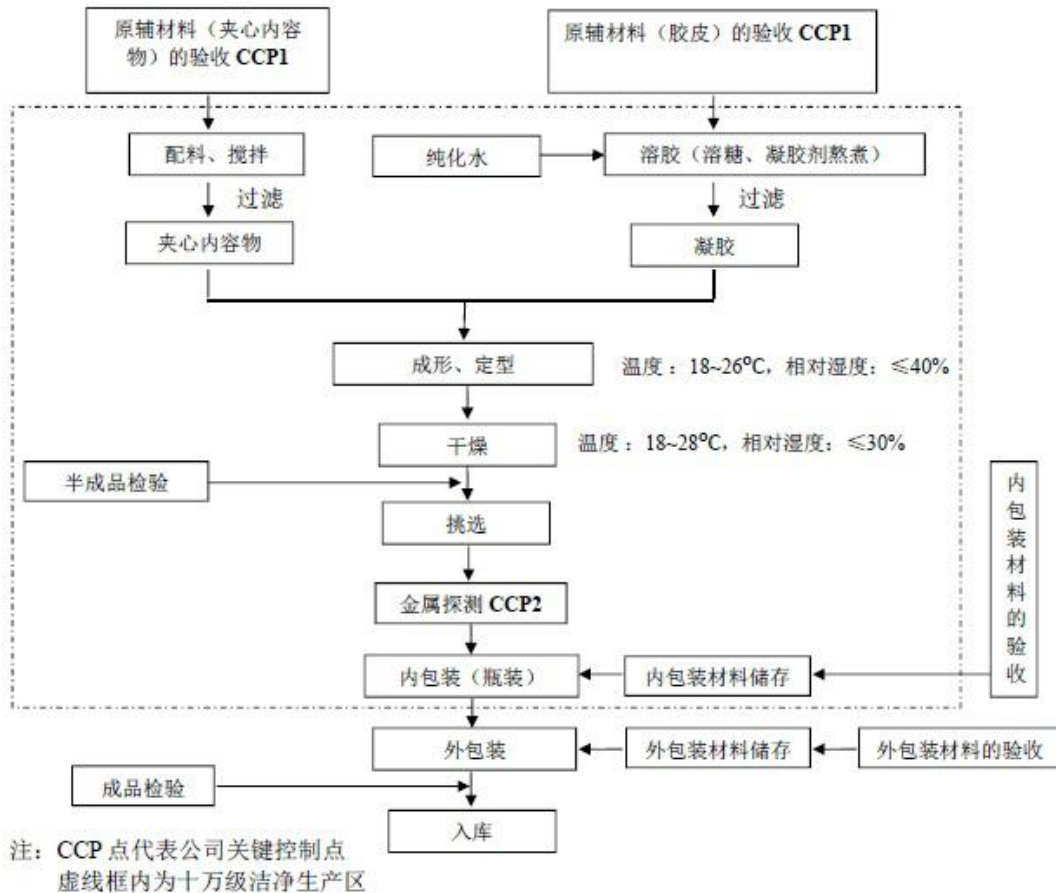 原辅材料（夹心内容
物）的验收 CCP1
原辅材料（胶皮）的验收 CCP1
配料、搅拌
纯化水
溶胶（溶糖、凝胶剂熬煮）
过滤
过滤
夹心内容物
凝胶
成形、定型
温度：18~26℃，相对湿度：≤40%
干燥
温度：18~28℃，相对湿度：≤30%
半成品检验
挑选
内包装材料的验收
金属探测 CCP2
内包装（瓶装）
内包装材料储存
外包装
外包装材料储存
外包装材料的验收
成品检验
入库
注：CCP 点代表公司关键控制点
虚线框内为十万级洁净生产区